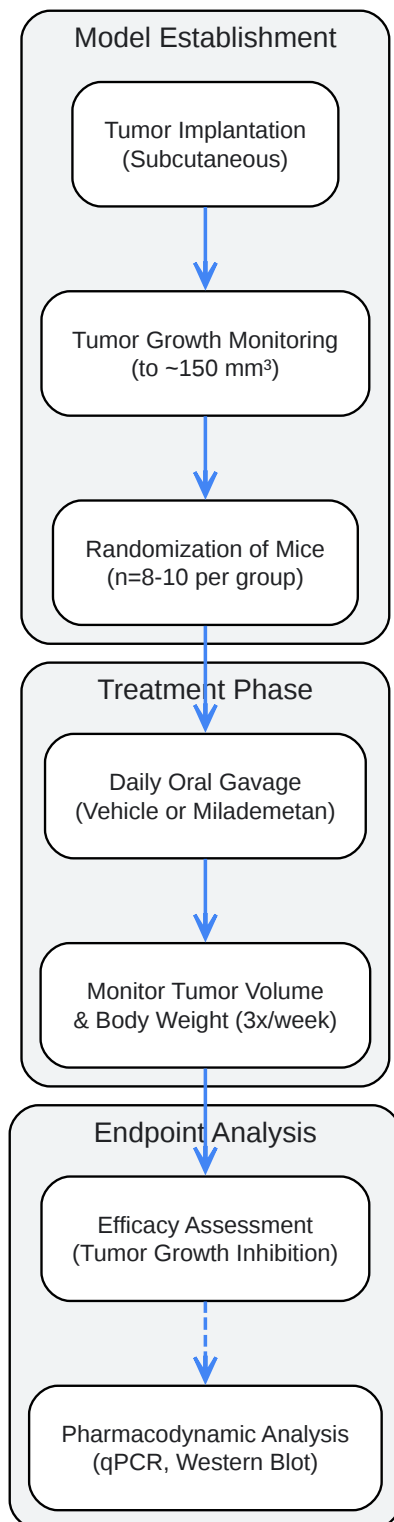 Model Establishment
Tumor Implantation
(Subcutaneous)
Tumor Growth Monitoring
(to ~150 mm³)
Randomization of Mice
(n=8-10 per group)
Treatment Phase
Daily Oral Gavage
(Vehicle or Milademetan)
Monitor Tumor Volume
& Body Weight (3x/week)
Endpoint Analysis
Efficacy Assessment
(Tumor Growth Inhibition)
Pharmacodynamic Analysis
(qPCR, Western Blot)